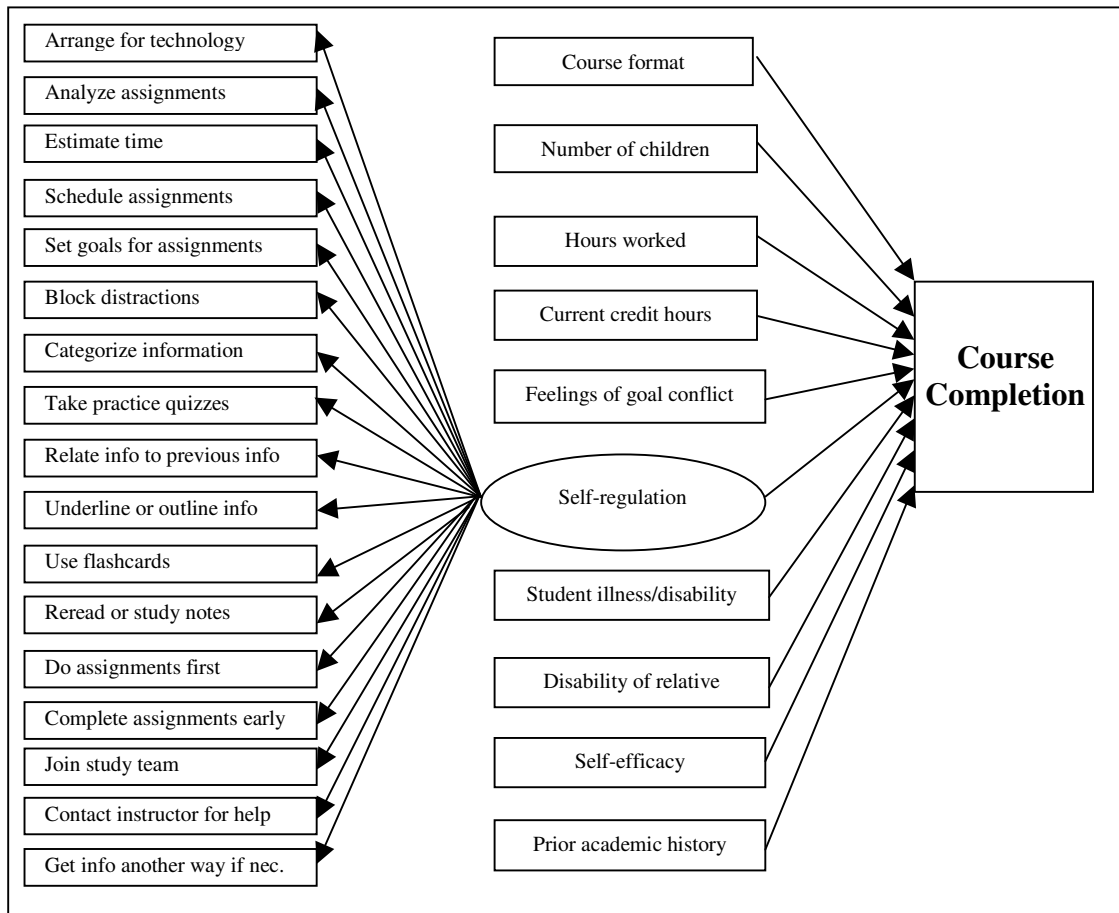 Arrange for technology
Analyze assignments
Estimate time
Schedule assignments
Set goals for assignments
Block distractions
Categorize information
Take practice quizzes
Relate info to previous info
Underline or outline info
Use flashcards
Reread or study notes
Do assignments first
Complete assignments early
Join study team
Contact instructor for help
Get info another way if nec.
Course format
Number of children
Hours worked
Current credit hours
Feelings of goal conflict
Self-regulation
Student illness/disability
Disability of relative
Self-efficacy
Prior academic history
Course
Completion